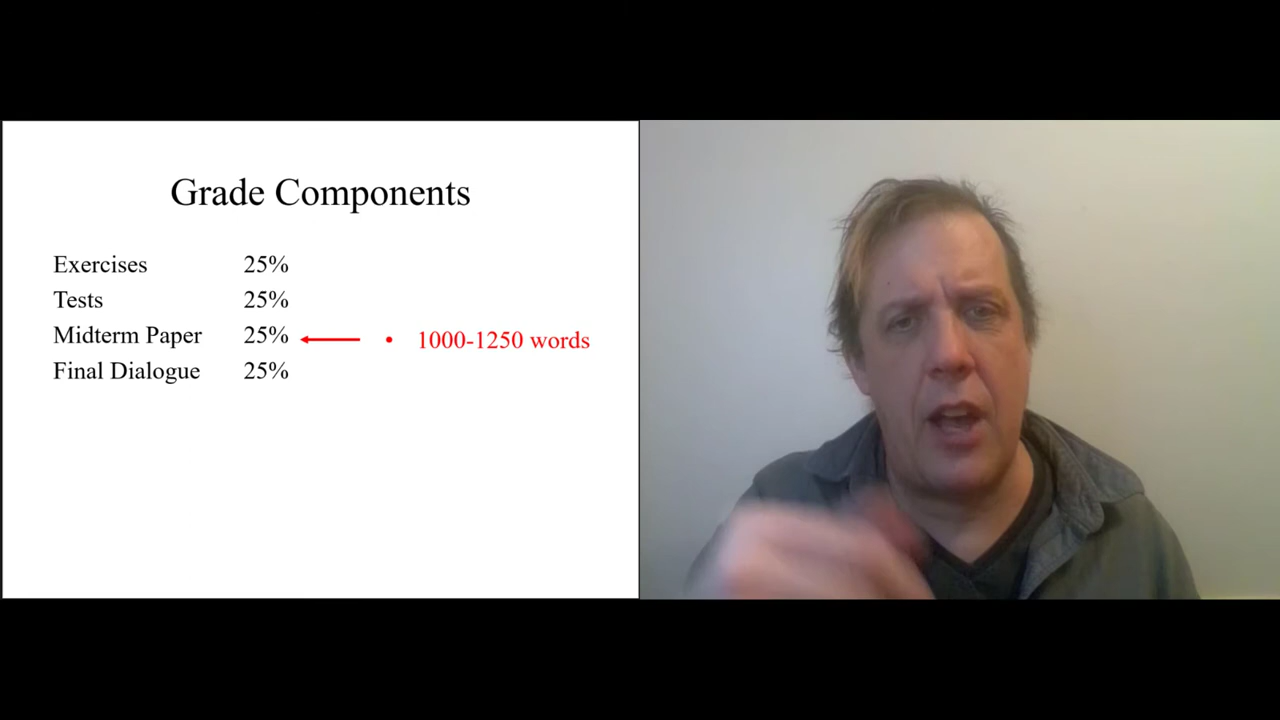 Grade Components
Exercises 25%
Tests 25%
Midterm Paper 25% • 1000-1250 words
Final Dialogue 25%